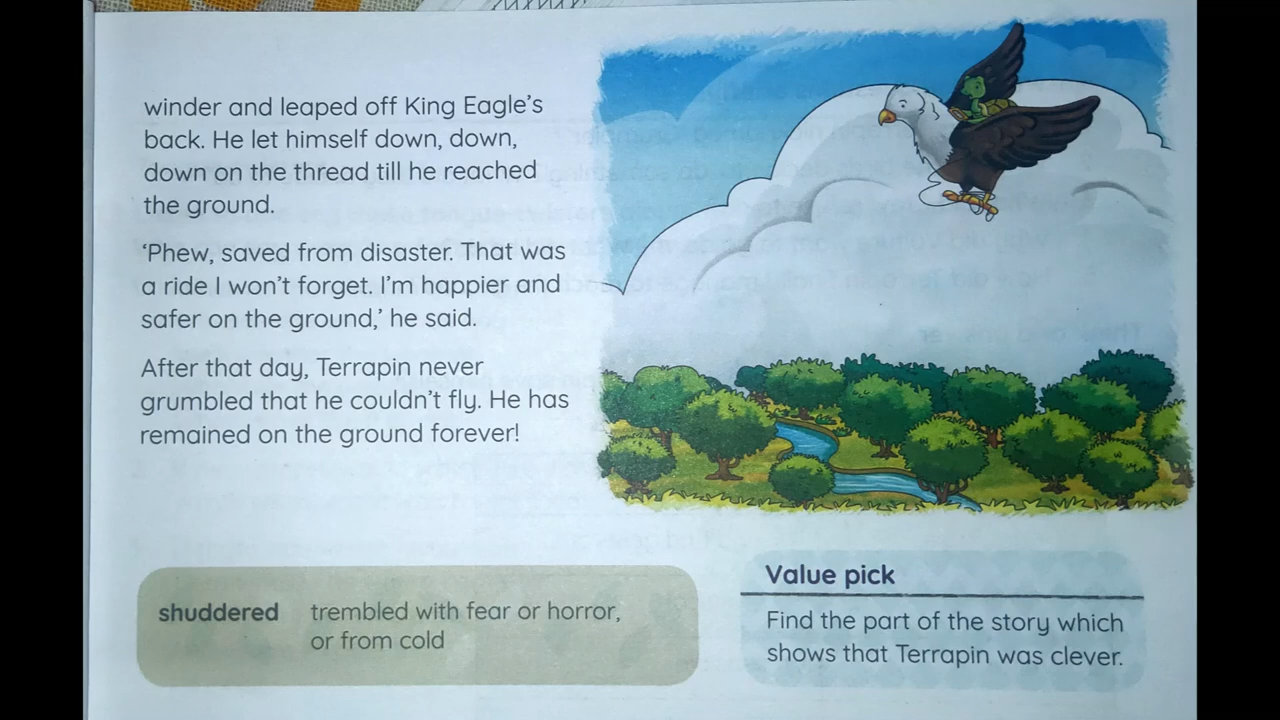 winder and leaped off King Eagle's
back. He let himself down, down,
down on the thread till he reached
the ground.
‘Phew, saved from disaster. That was
a ride I won't forget. I'm happier and
safer on the ground,’ he said.
After that day, Terrapin never
grumbled that he couldn't fly. He has
remained on the ground forever!
shuddered trembled with fear or horror,
or from cold
Value pick
Find the part of the story which
shows that Terrapin was clever.